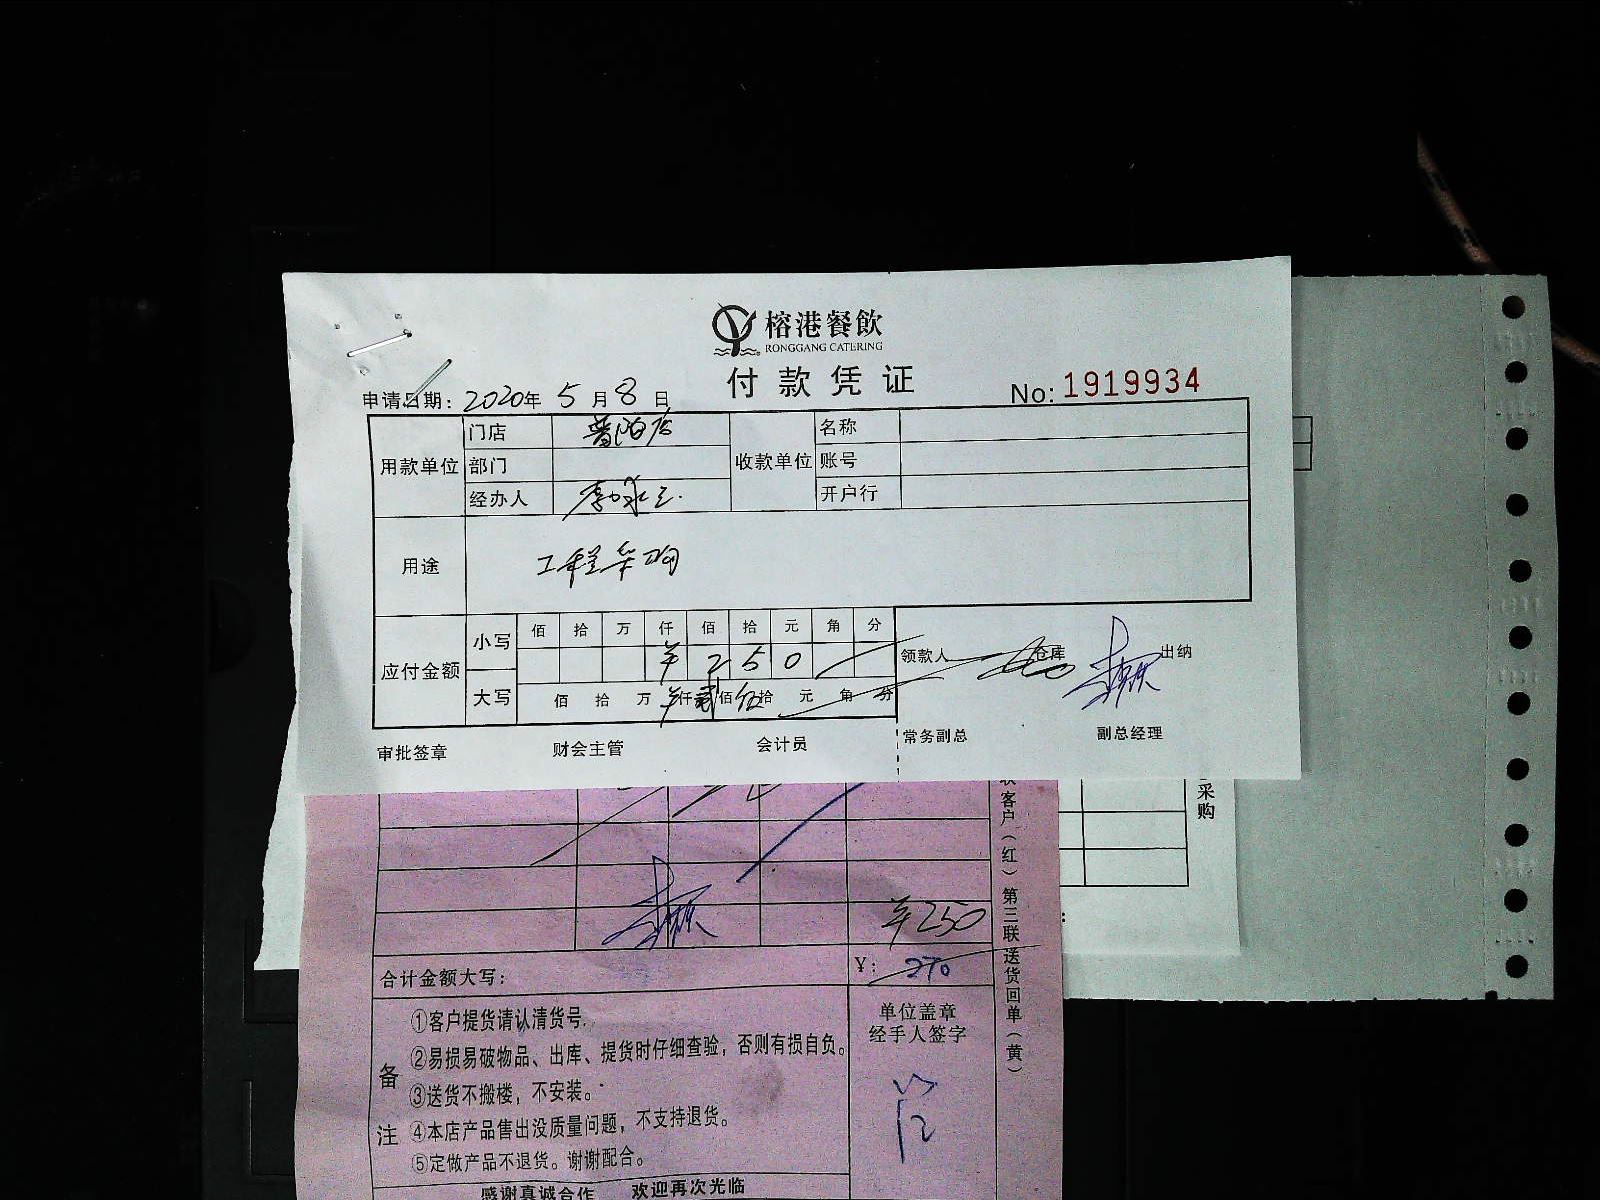 榕港餐飲
RONGGANG CATERING
付款凭证
No: 1919934
申请日期: 2020年 5月 8日
用款单位 门店 普陀店 收款单位 名称
部门 账号
经办人 开户行
用途 工程采购
应付金额 小写 佰 拾 万 仟 佰 拾 元 角 分
¥ 2 5 0
大写 佰 拾 万 仟 贰 佰 伍 拾 元 角 分
领款人 仓库 出纳
审批签章 财会主管 会计员 常务副总 副总经理
采购
客户(红) 第三联 送货回单(黄)
¥250
合计金额大写: ¥: 270
单位盖章
经手人签字
备注
①客户提货请认清货号.
②易损易破物品、出库、提货时仔细查验,否则有损自负。
③送货不搬楼,不安装。
④本店产品售出没质量问题,不支持退货。
⑤定做产品不退货。谢谢配合。
感谢真诚合作 欢迎再次光临